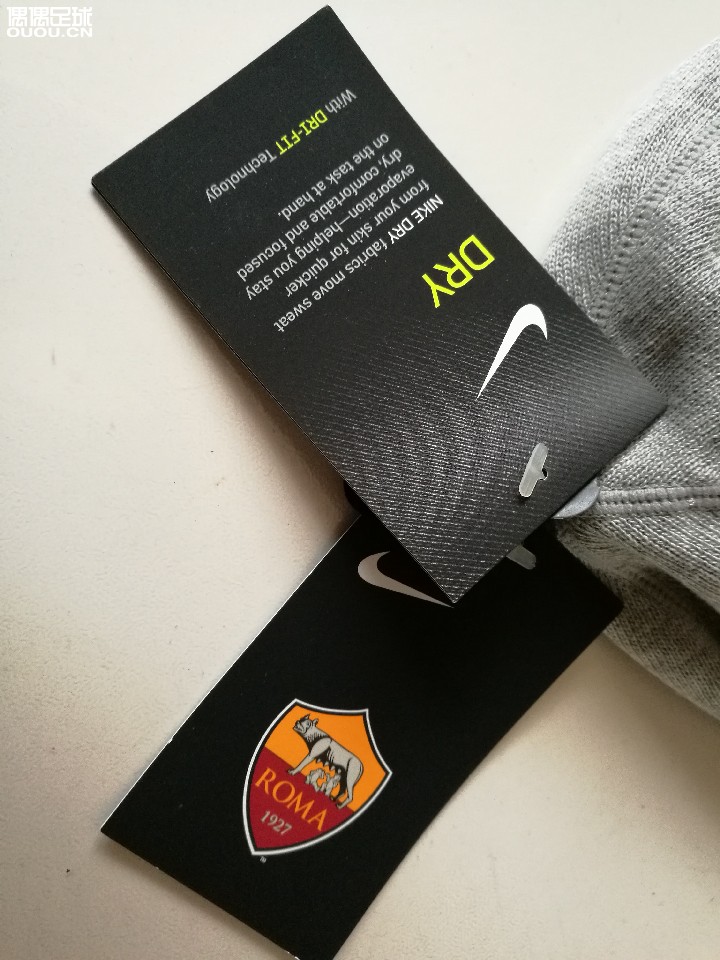 偶偶足球
OUOU.CN
DRY
NIKE DRY fabrics move sweat
from your skin for quicker
evaporation—helping you stay
dry, comfortable and focused
on the task at hand.
With DRI-FIT Technology
ROMA
1927
TM